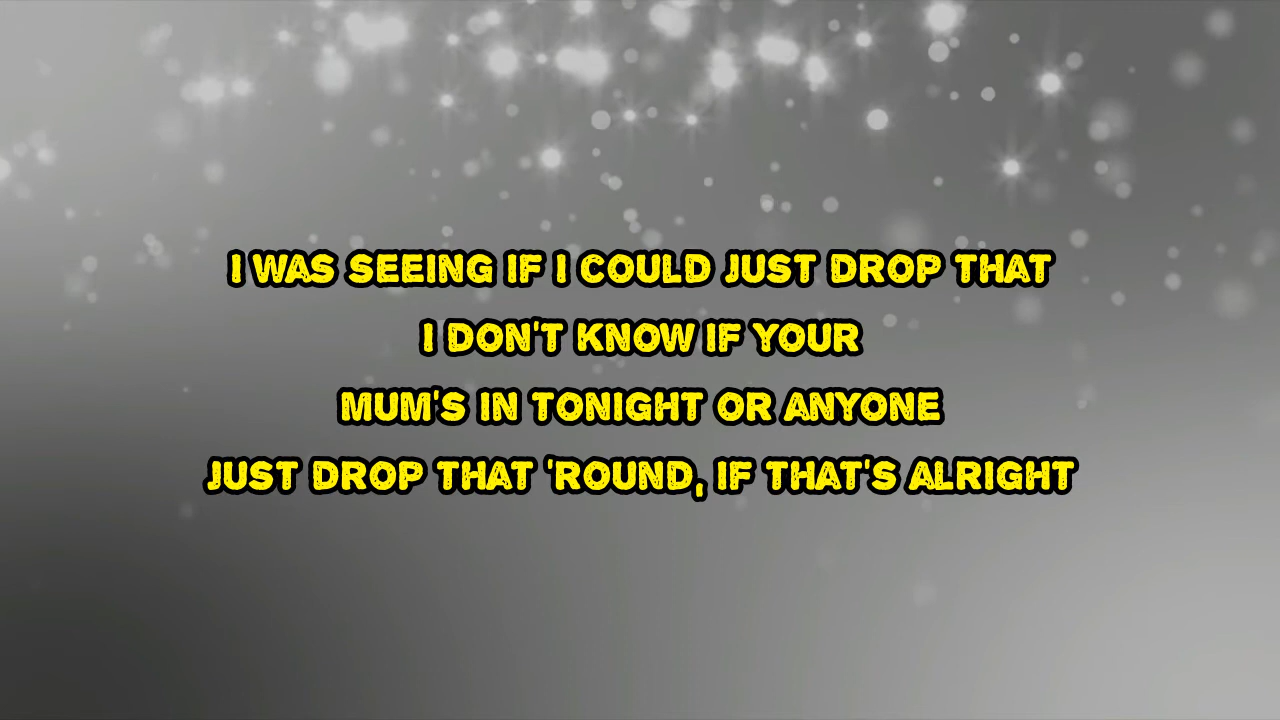 I WAS SEEING IF I COULD JUST DROP THAT
I DON'T KNOW IF YOUR
MUM'S IN TONIGHT OR ANYONE
JUST DROP THAT 'ROUND, IF THAT'S ALRIGHT